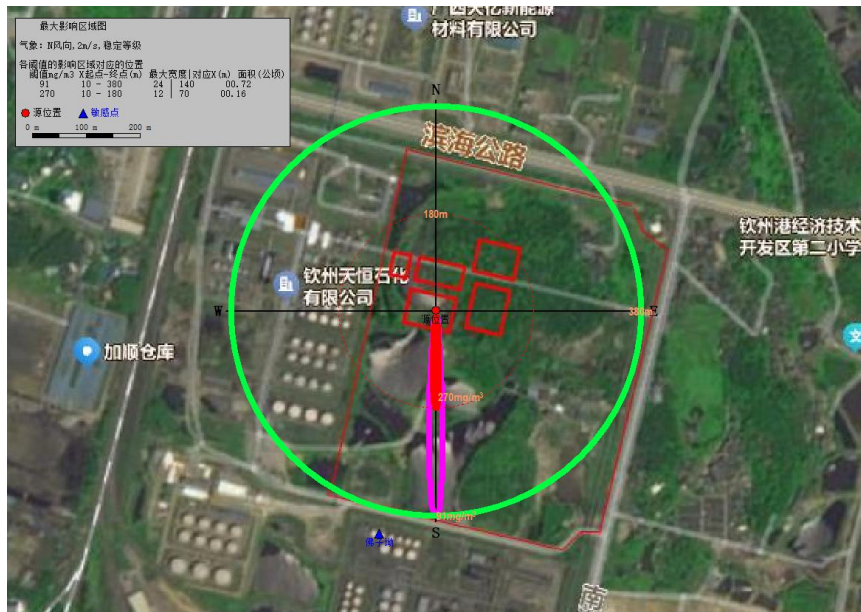 最大影响区域图
气象：N风向,2m/s,稳定等级
各阈值的影响区域对应的位置
阈值mg/m3 X起点-终点(m) 最大宽度|对应X(m) 面积(公顷)
91 10 - 380 24 | 140 00.72
270 10 - 180 12 | 70 00.16
源位置 敏感点
0 m 100 m 200 m
材料有限公司
N
滨海公路
180m
钦州港经济技术
开发区第二小学
钦州天恒石化
有限公司
W
E
380m
源位置
文
加顺仓库
270mg/m³
91mg/m³
S
南